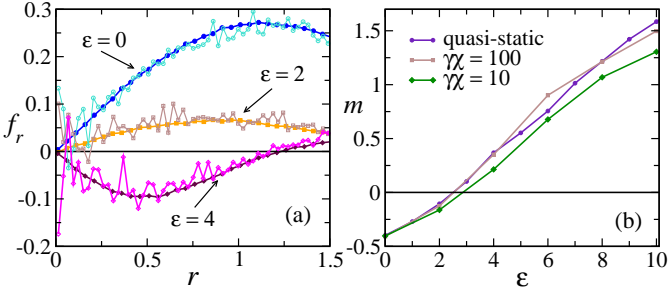 0.3
0.2
0.1
0
-0.1
-0.2
f_r
ε = 0
ε = 2
ε = 4
(a)
0 0.5 1 1.5
r
1.5
1
0.5
0
-0.5
m
quasi-static
γχ = 100
γχ = 10
(b)
0 2 4 6 8 10
ε